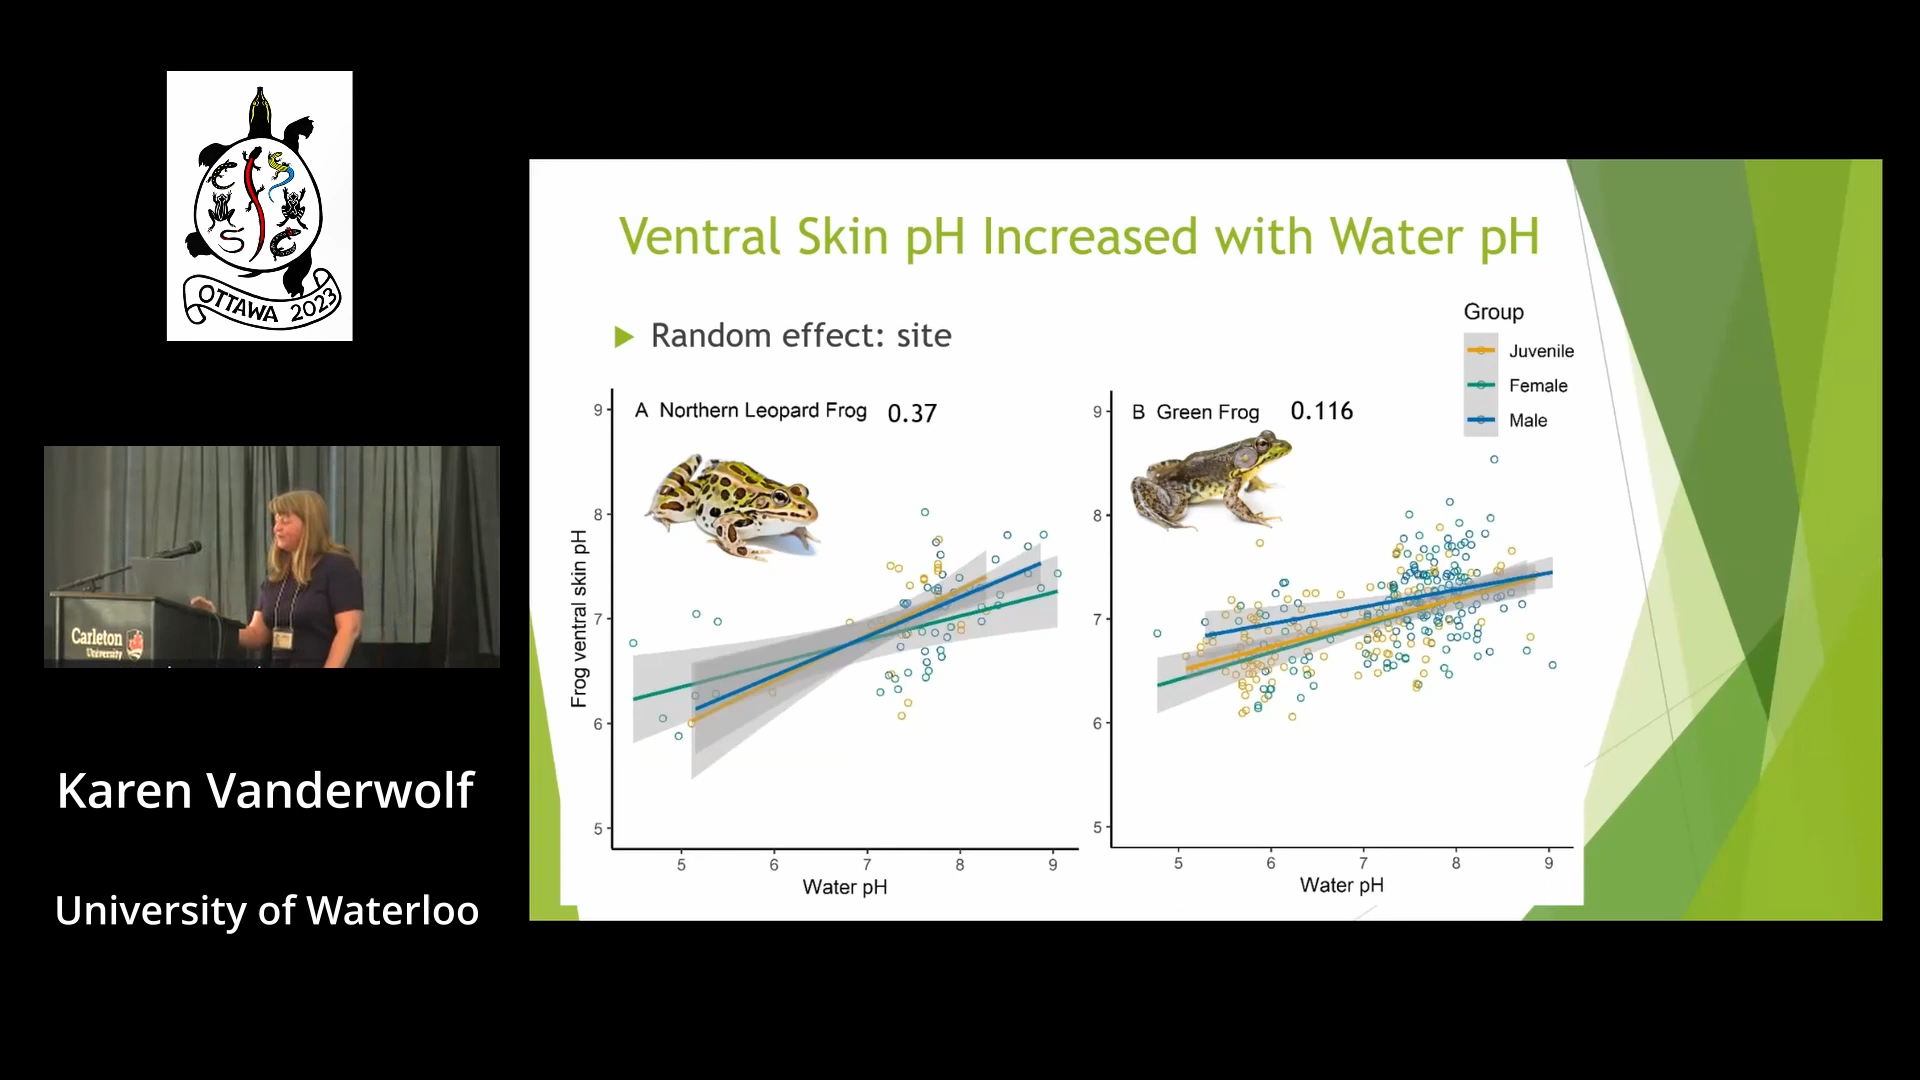 OTTAWA 2023
Carleton
University
Karen Vanderwolf
University of Waterloo
Ventral Skin pH Increased with Water pH
Random effect: site
Group
Juvenile
Female
Male
A Northern Leopard Frog 0.37
Frog ventral skin pH
9
8
7
6
5
5 6 7 8 9
Water pH
B Green Frog 0.116
9
8
7
6
5
5 6 7 8 9
Water pH